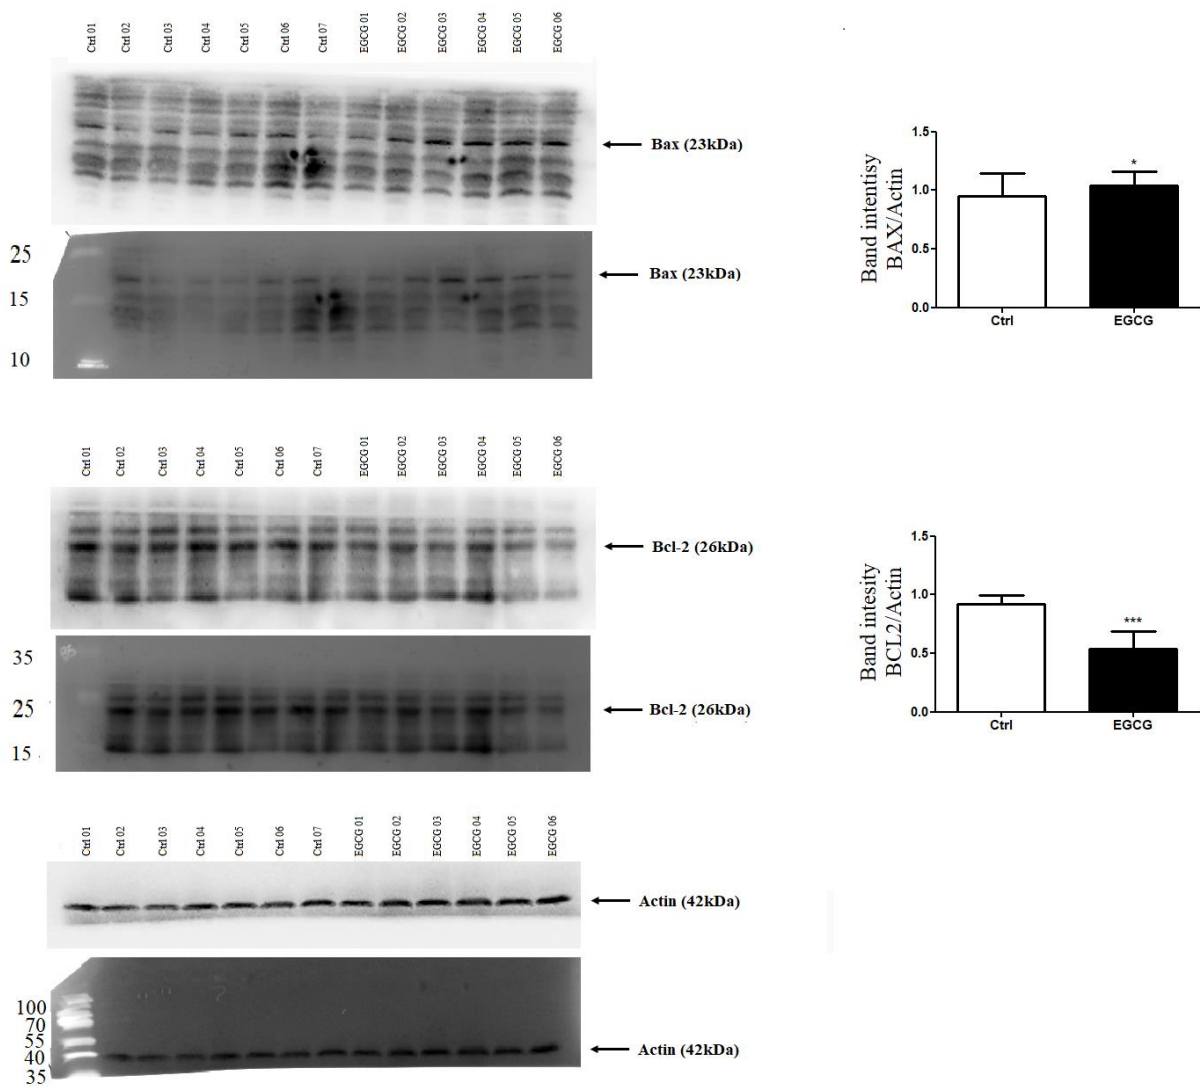 Ctrl 01
Ctrl 02
Ctrl 03
Ctrl 04
Ctrl 05
Ctrl 06
Ctrl 07
EGCG 01
EGCG 02
EGCG 03
EGCG 04
EGCG 05
EGCG 06
Bax (23kDa)
25
15
10
Bax (23kDa)
Band intentisy
BAX/Actin
1.5
1.0
0.5
0.0
*
Ctrl
EGCG
Ctrl 01
Ctrl 02
Ctrl 03
Ctrl 04
Ctrl 05
Ctrl 06
Ctrl 07
EGCG 01
EGCG 02
EGCG 03
EGCG 04
EGCG 05
EGCG 06
Bcl-2 (26kDa)
35
25
15
Bcl-2 (26kDa)
Band intesity
BCL2/Actin
1.5
1.0
0.5
0.0
***
Ctrl
EGCG
Ctrl 01
Ctrl 02
Ctrl 03
Ctrl 04
Ctrl 05
Ctrl 06
Ctrl 07
EGCG 01
EGCG 02
EGCG 03
EGCG 04
EGCG 05
EGCG 06
Actin (42kDa)
100
70
55
40
35
Actin (42kDa)